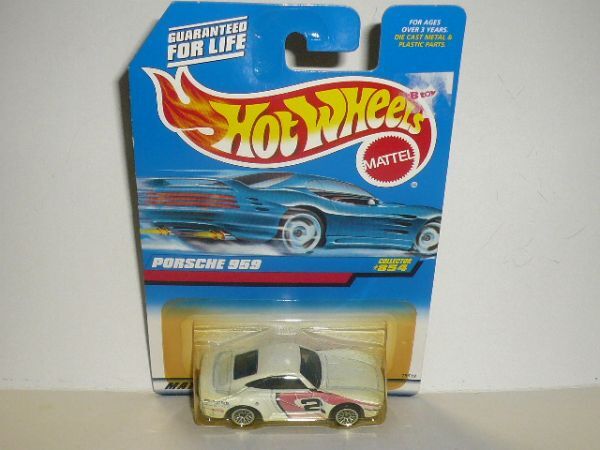 GUARANTEED
FOR LIFE
FOR AGES
OVER 3 YEARS.
DIE CAST METAL &
PLASTIC PARTS.
HOT WHEELS
MATTEL
®
PORSCHE 959
COLLECTOR
#854
2